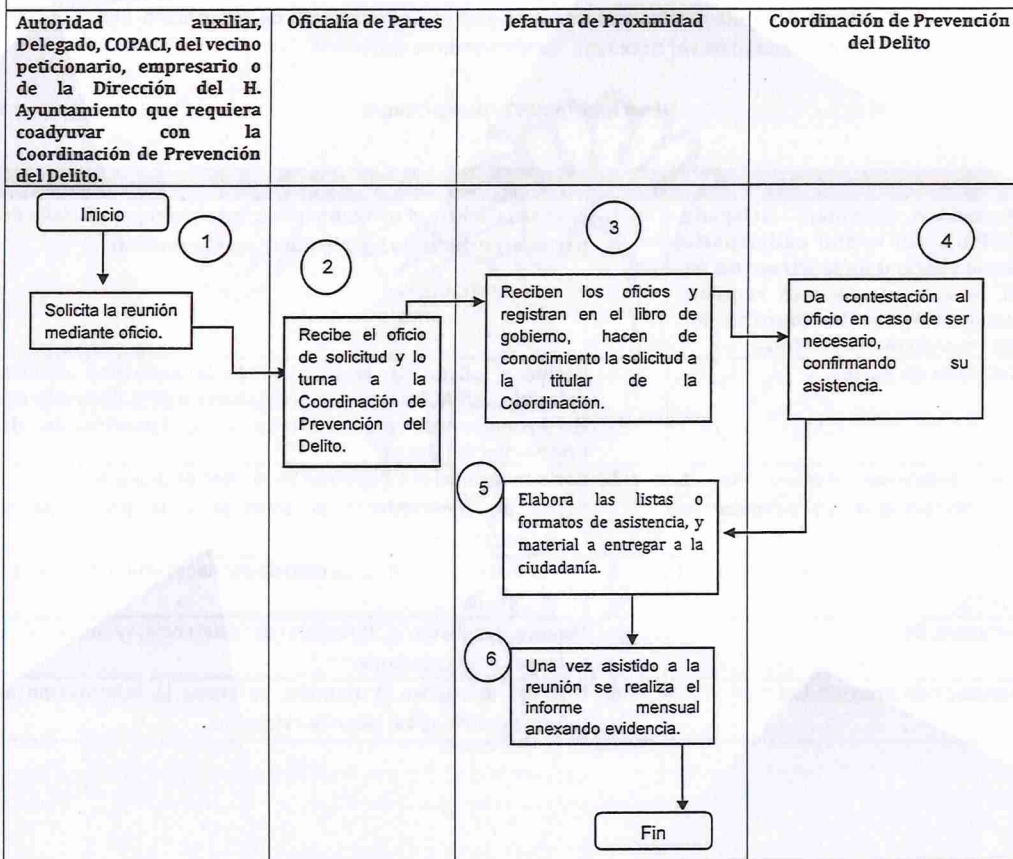 Autoridad auxiliar,
Delegado, COPACI, del vecino
peticionario, empresario o
de la Dirección del H.
Ayuntamiento que requiera
coadyuvar con la
Coordinación de Prevención
del Delito.
Oficialía de Partes
Jefatura de Proximidad
Coordinación de Prevención
del Delito
Inicio
1
Solicita la reunión
mediante oficio.
2
Recibe el oficio
de solicitud y lo
turna a la
Coordinación de
Prevención del
Delito.
3
Reciben los oficios y
registran en el libro de
gobierno, hacen de
conocimiento la solicitud a
la titular de la
Coordinación.
4
Da contestación al
oficio en caso de ser
necesario,
confirmando su
asistencia.
5
Elabora las listas o
formatos de asistencia, y
material a entregar a la
ciudadanía.
6
Una vez asistido a la
reunión se realiza el
informe mensual
anexando evidencia.
Fin